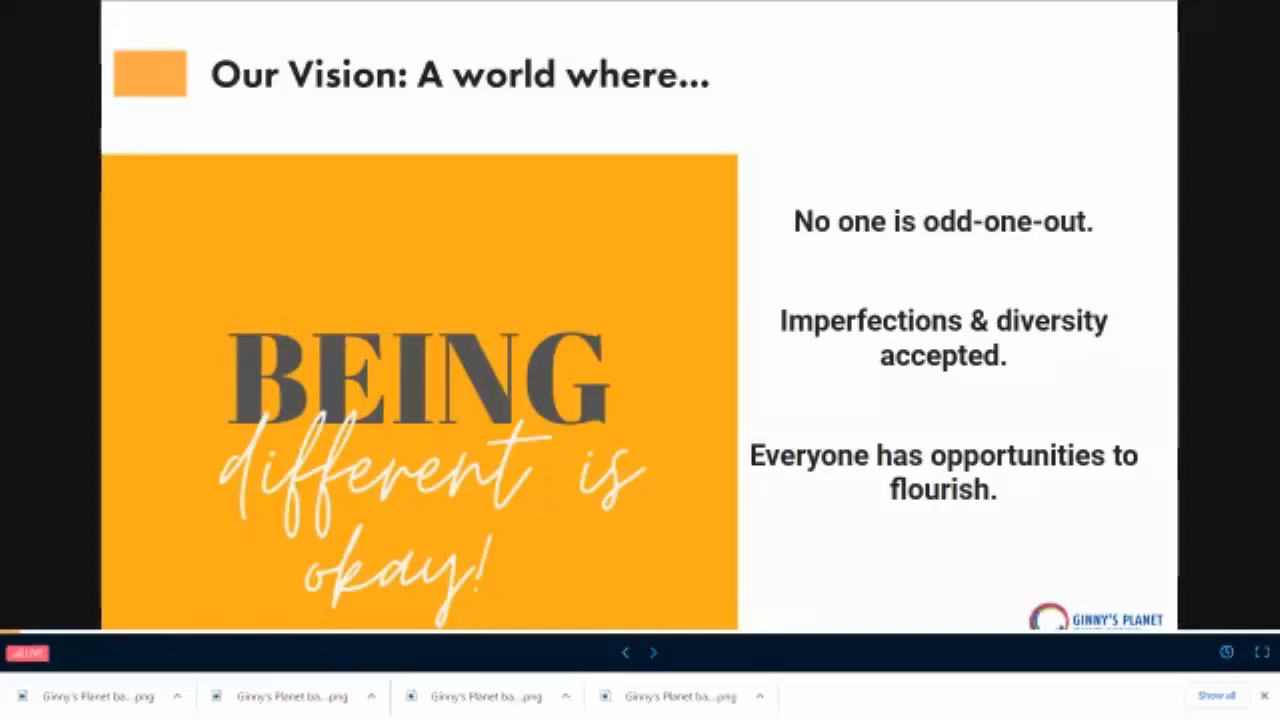 Our Vision: A world where...
BEING
different is
okay!
No one is odd-one-out.
Imperfections & diversity
accepted.
Everyone has opportunities to
flourish.
GINNY'S PLANET
LIVE
Ginny's Planet ba...png
Ginny's Planet ba...png
Ginny's Planet ba...png
Ginny's Planet ba...png
Show all